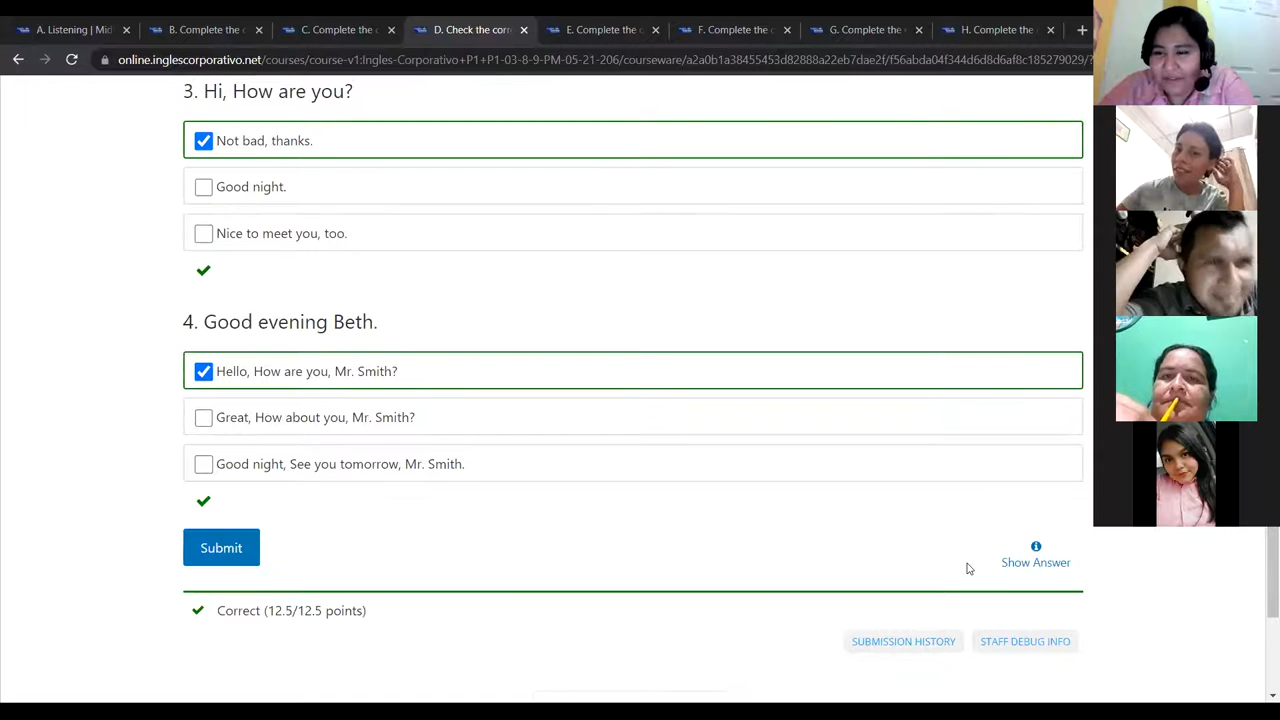 A. Listening | Mid
B. Complete the c
C. Complete the c
D. Check the corr
E. Complete the c
F. Complete the c
G. Complete the c
H. Complete the c
online.inglescorporativo.net/courses/course-v1:Ingles-Corporativo+P1+P1-03-8-9-PM-05-21-206/courseware/a2a0b1a38455453d82888a22eb7dae2f/f56abda04f344d6d8d6af8c185279029/?
3. Hi, How are you?
Not bad, thanks.
Good night.
Nice to meet you, too.
4. Good evening Beth.
Hello, How are you, Mr. Smith?
Great, How about you, Mr. Smith?
Good night, See you tomorrow, Mr. Smith.
Submit
Show Answer
Correct (12.5/12.5 points)
SUBMISSION HISTORY
STAFF DEBUG INFO